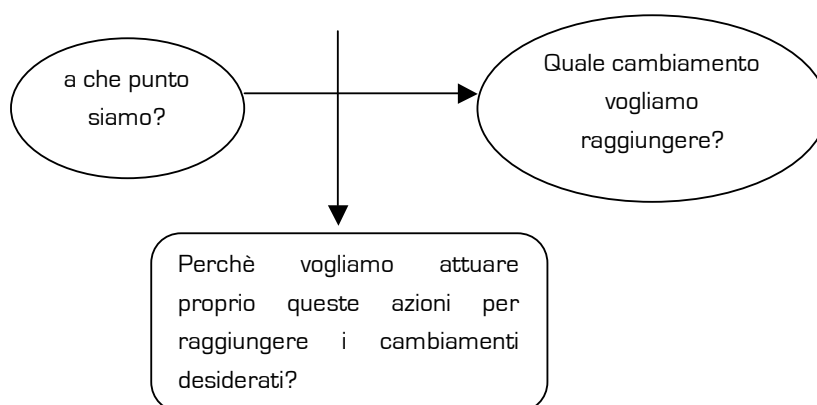 a che punto
siamo?
Quale cambiamento
vogliamo
raggiungere?
Perchè vogliamo attuare
proprio queste azioni per
raggiungere i cambiamenti
desiderati?